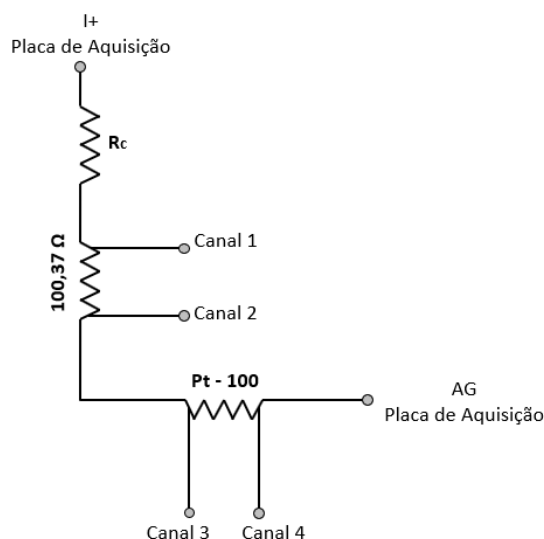 I+
Placa de Aquisição
Rc
100,37 Ω
Canal 1
Canal 2
Pt - 100
AG
Placa de Aquisição
Canal 3
Canal 4